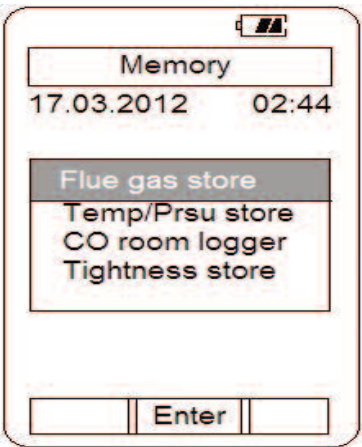 Memory
17.03.2012 02:44
Flue gas store
Temp/Prsu store
CO room logger
Tightness store
Enter